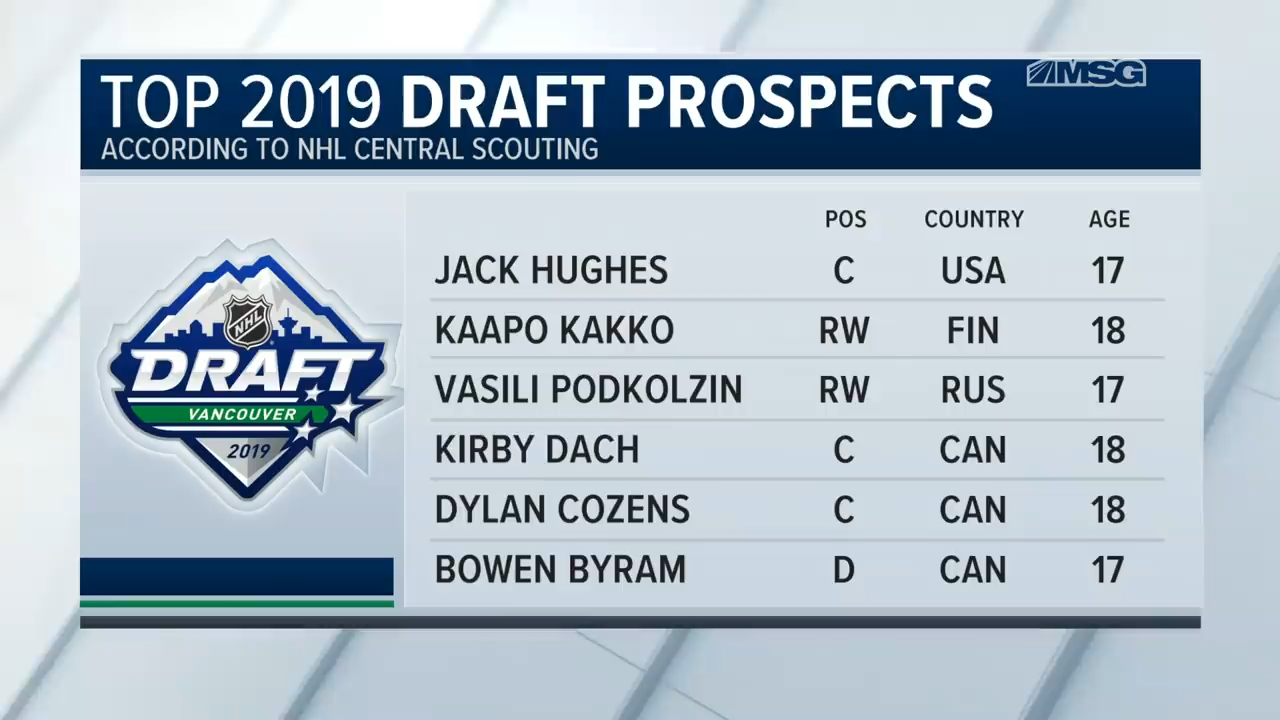 TOP 2019 DRAFT PROSPECTS
MSG
ACCORDING TO NHL CENTRAL SCOUTING
POS COUNTRY AGE
JACK HUGHES C USA 17
KAAPO KAKKO RW FIN 18
VASILI PODKOLZIN RW RUS 17
KIRBY DACH C CAN 18
DYLAN COZENS C CAN 18
BOWEN BYRAM D CAN 17
NHL
DRAFT
VANCOUVER
2019